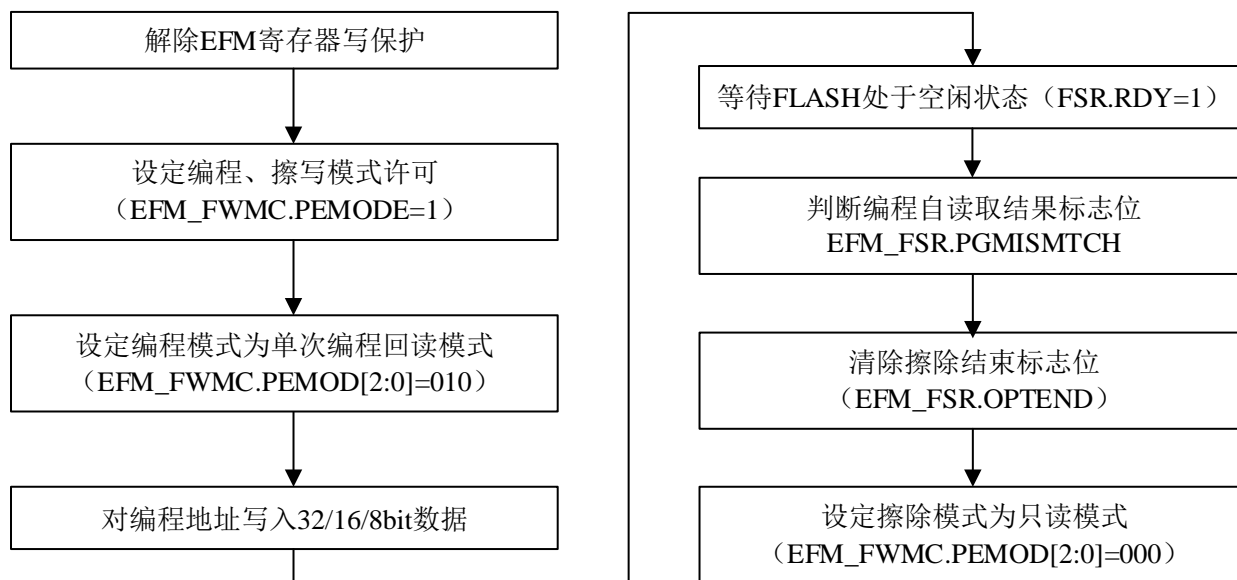 解除EFM寄存器写保护
设定编程、擦写模式许可
（EFM_FWMC.PEMODE=1）
设定编程模式为单次编程回读模式
（EFM_FWMC.PEMOD[2:0]=010）
对编程地址写入32/16/8bit数据
等待FLASH处于空闲状态（FSR.RDY=1）
判断编程自读取结果标志位
EFM_FSR.PGMISMTCH
清除擦除结束标志位
（EFM_FSR.OPTEND）
设定擦除模式为只读模式
（EFM_FWMC.PEMOD[2:0]=000）